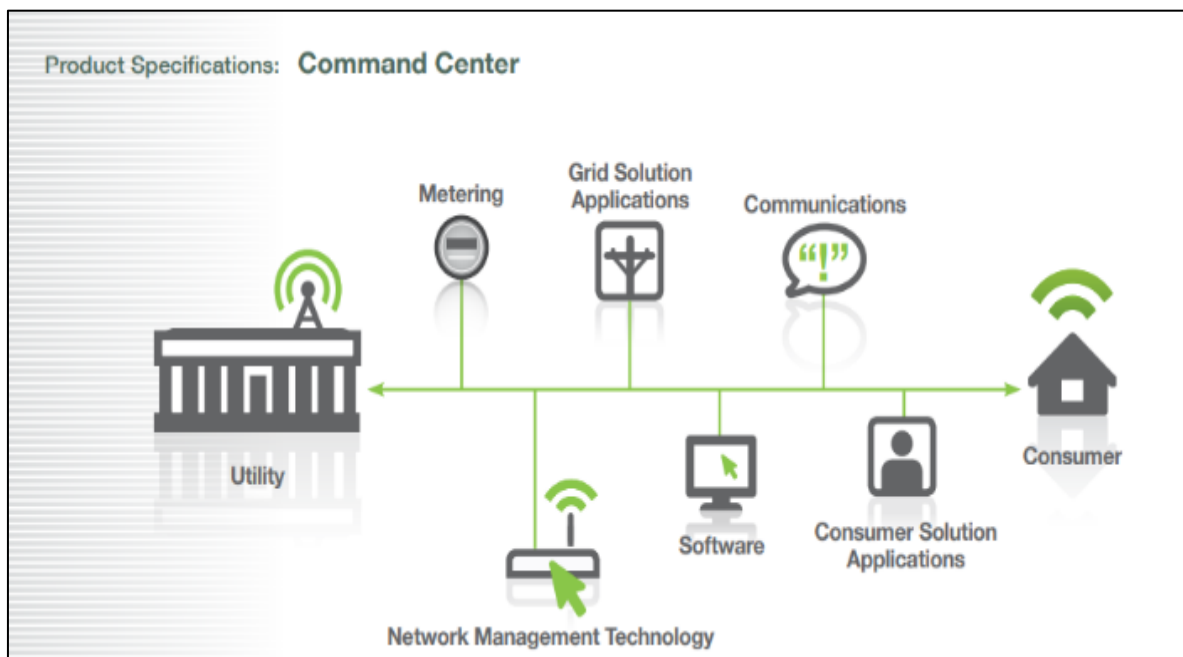 Product Specifications: Command Center
Grid Solution
Applications
Metering
Communications
“!”
Utility
Consumer
Software
Consumer Solution
Applications
Network Management Technology